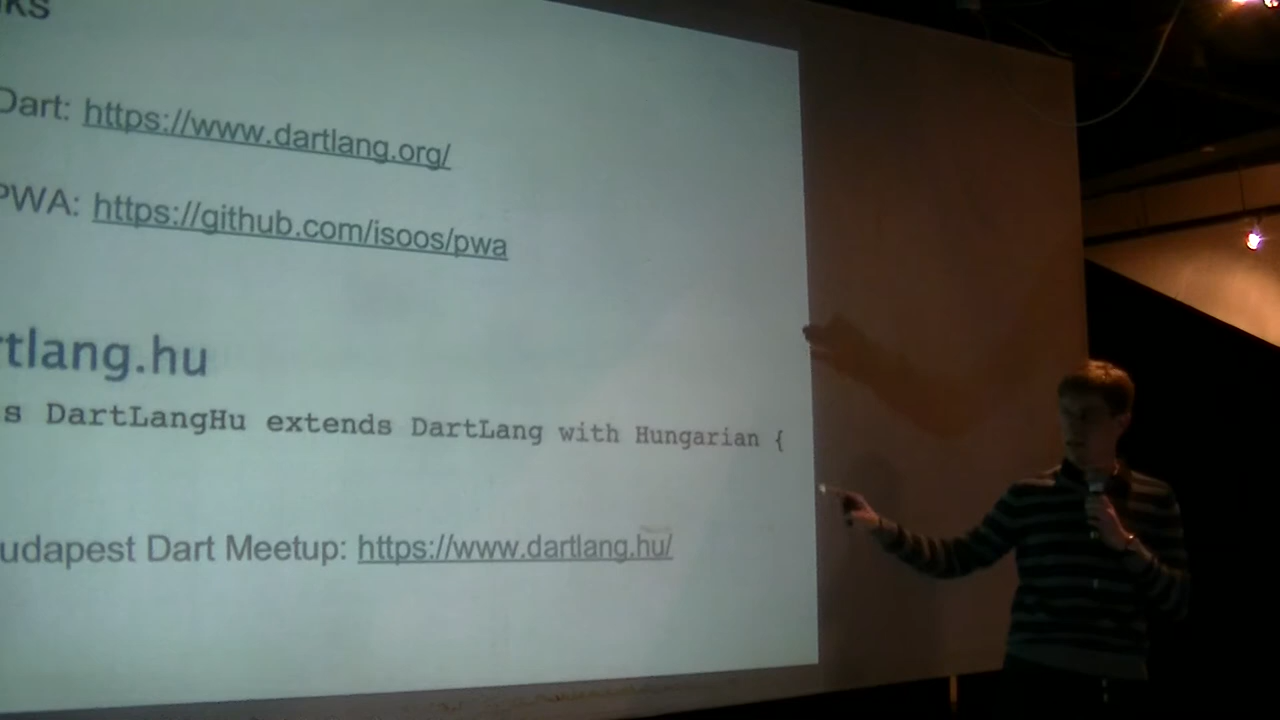 Dart: https://www.dartlang.org/
PWA: https://github.com/isoos/pwa
rtlang.hu
s DartLangHu extends DartLang with Hungarian {
udapest Dart Meetup: https://www.dartlang.hu/